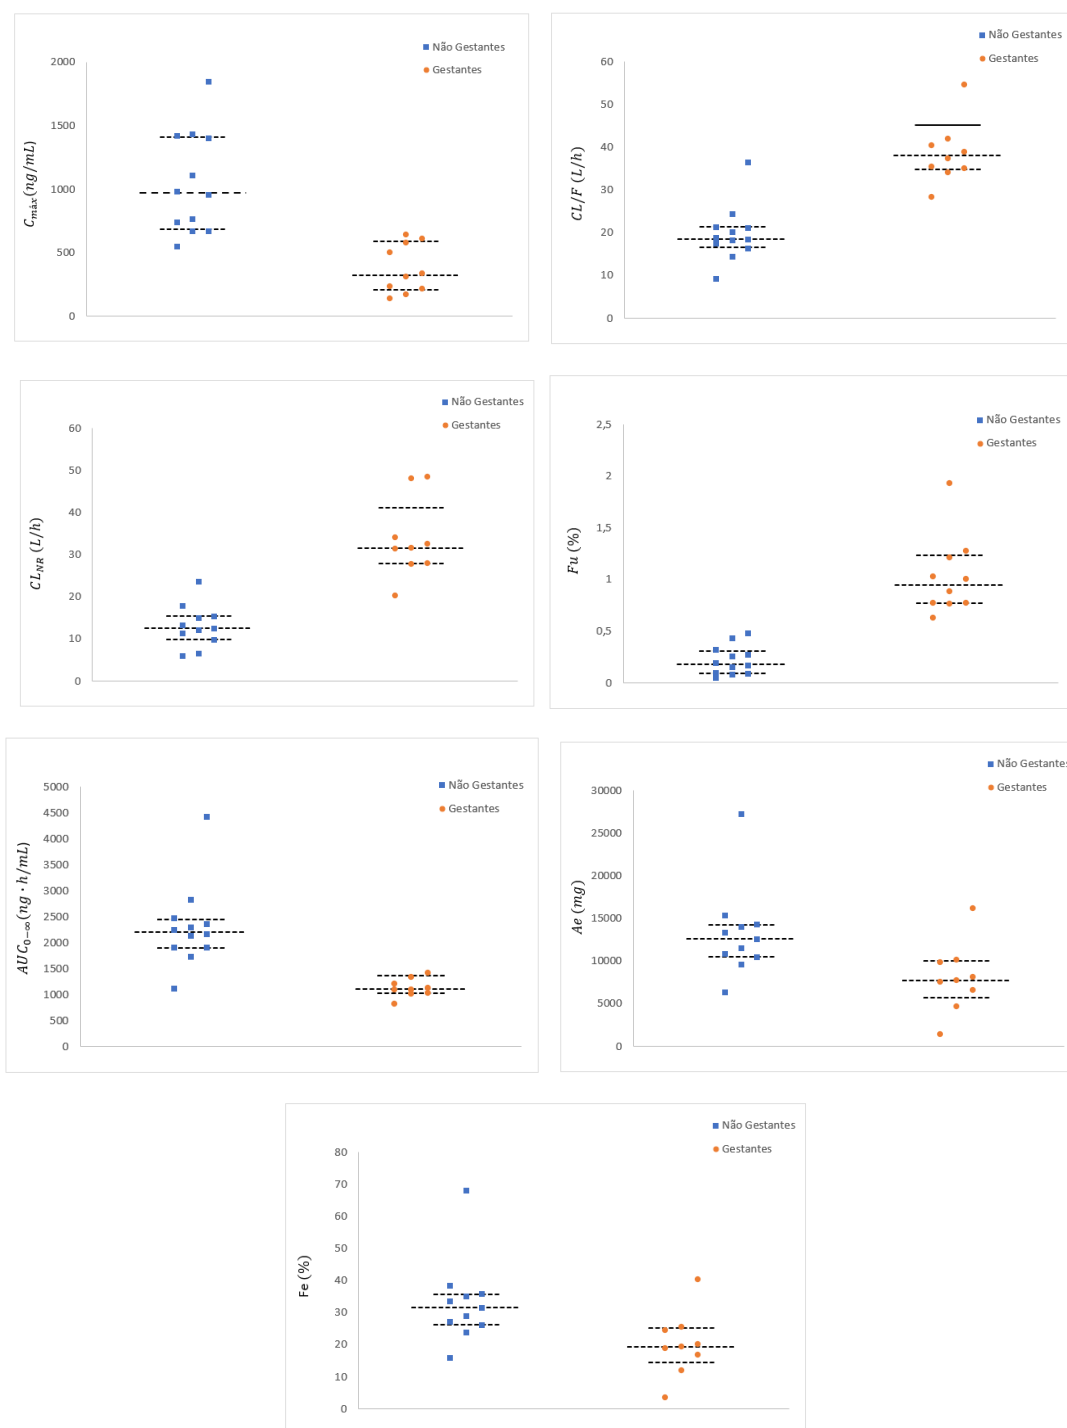 Não Gestantes
Gestantes
2000
1500
1000
500
0
C_máx(ng/mL)
Não Gestantes
Gestantes
60
50
40
30
20
10
0
CL/F (L/h)
Não Gestantes
Gestantes
60
50
40
30
20
10
0
CL_NR (L/h)
Não Gestantes
Gestantes
2,5
2
1,5
1
0,5
0
Fu (%)
Não Gestantes
Gestantes
5000
4500
4000
3500
3000
2500
2000
1500
1000
500
0
AUC_0−∞(ng · h/mL)
Não Gestantes
Gestantes
30000
25000
20000
15000
10000
5000
0
Ae (mg)
Não Gestantes
Gestantes
80
70
60
50
40
30
20
10
0
Fe (%)